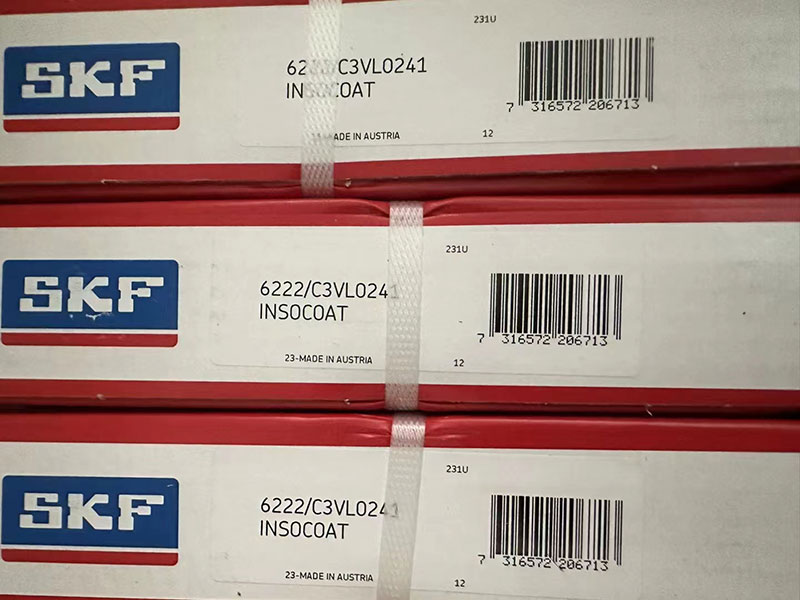 231U
SKF
C3VL0241
INSOCOAT
7 316572 206713
MADE IN AUSTRIA
12
231U
SKF
6222/C3VL0241
INSOCOAT
7 316572 206713
23-MADE IN AUSTRIA
12
231U
SKF
6222/C3VL0241
INSOCOAT
7 316572 206713
23-MADE IN AUSTRIA
12